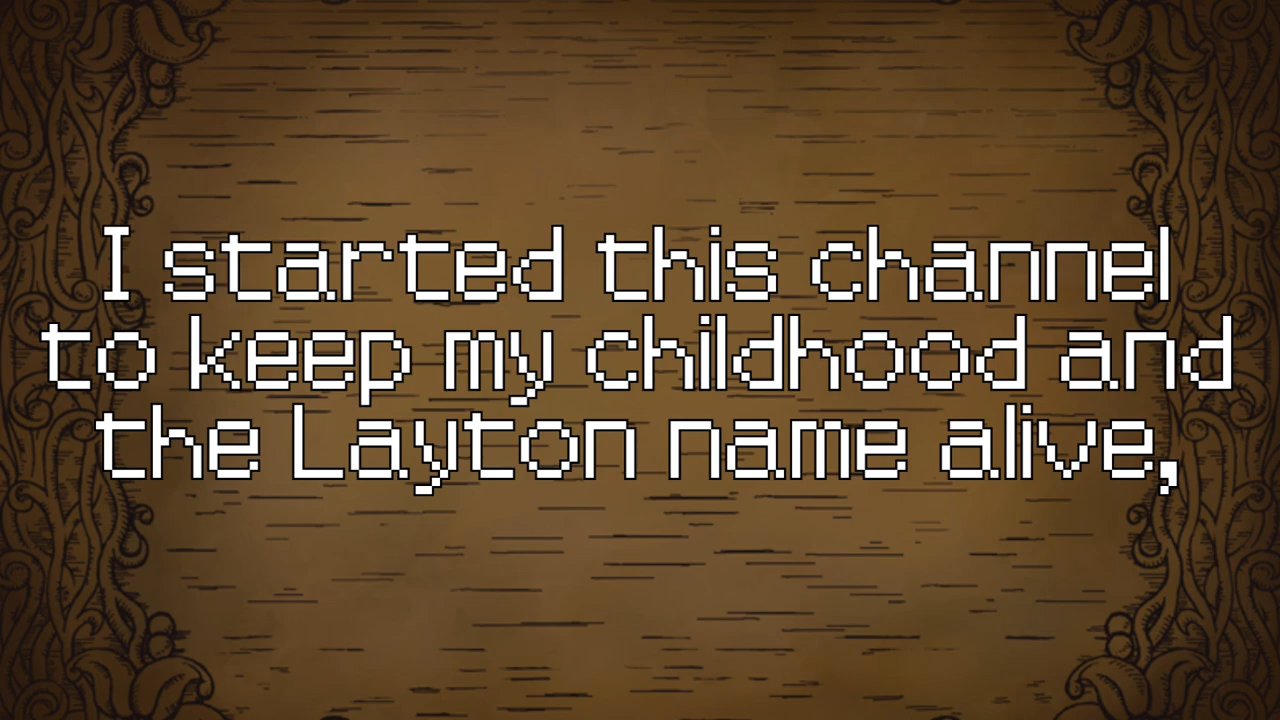 I started this channel
to keep my childhood and
the Layton name alive,